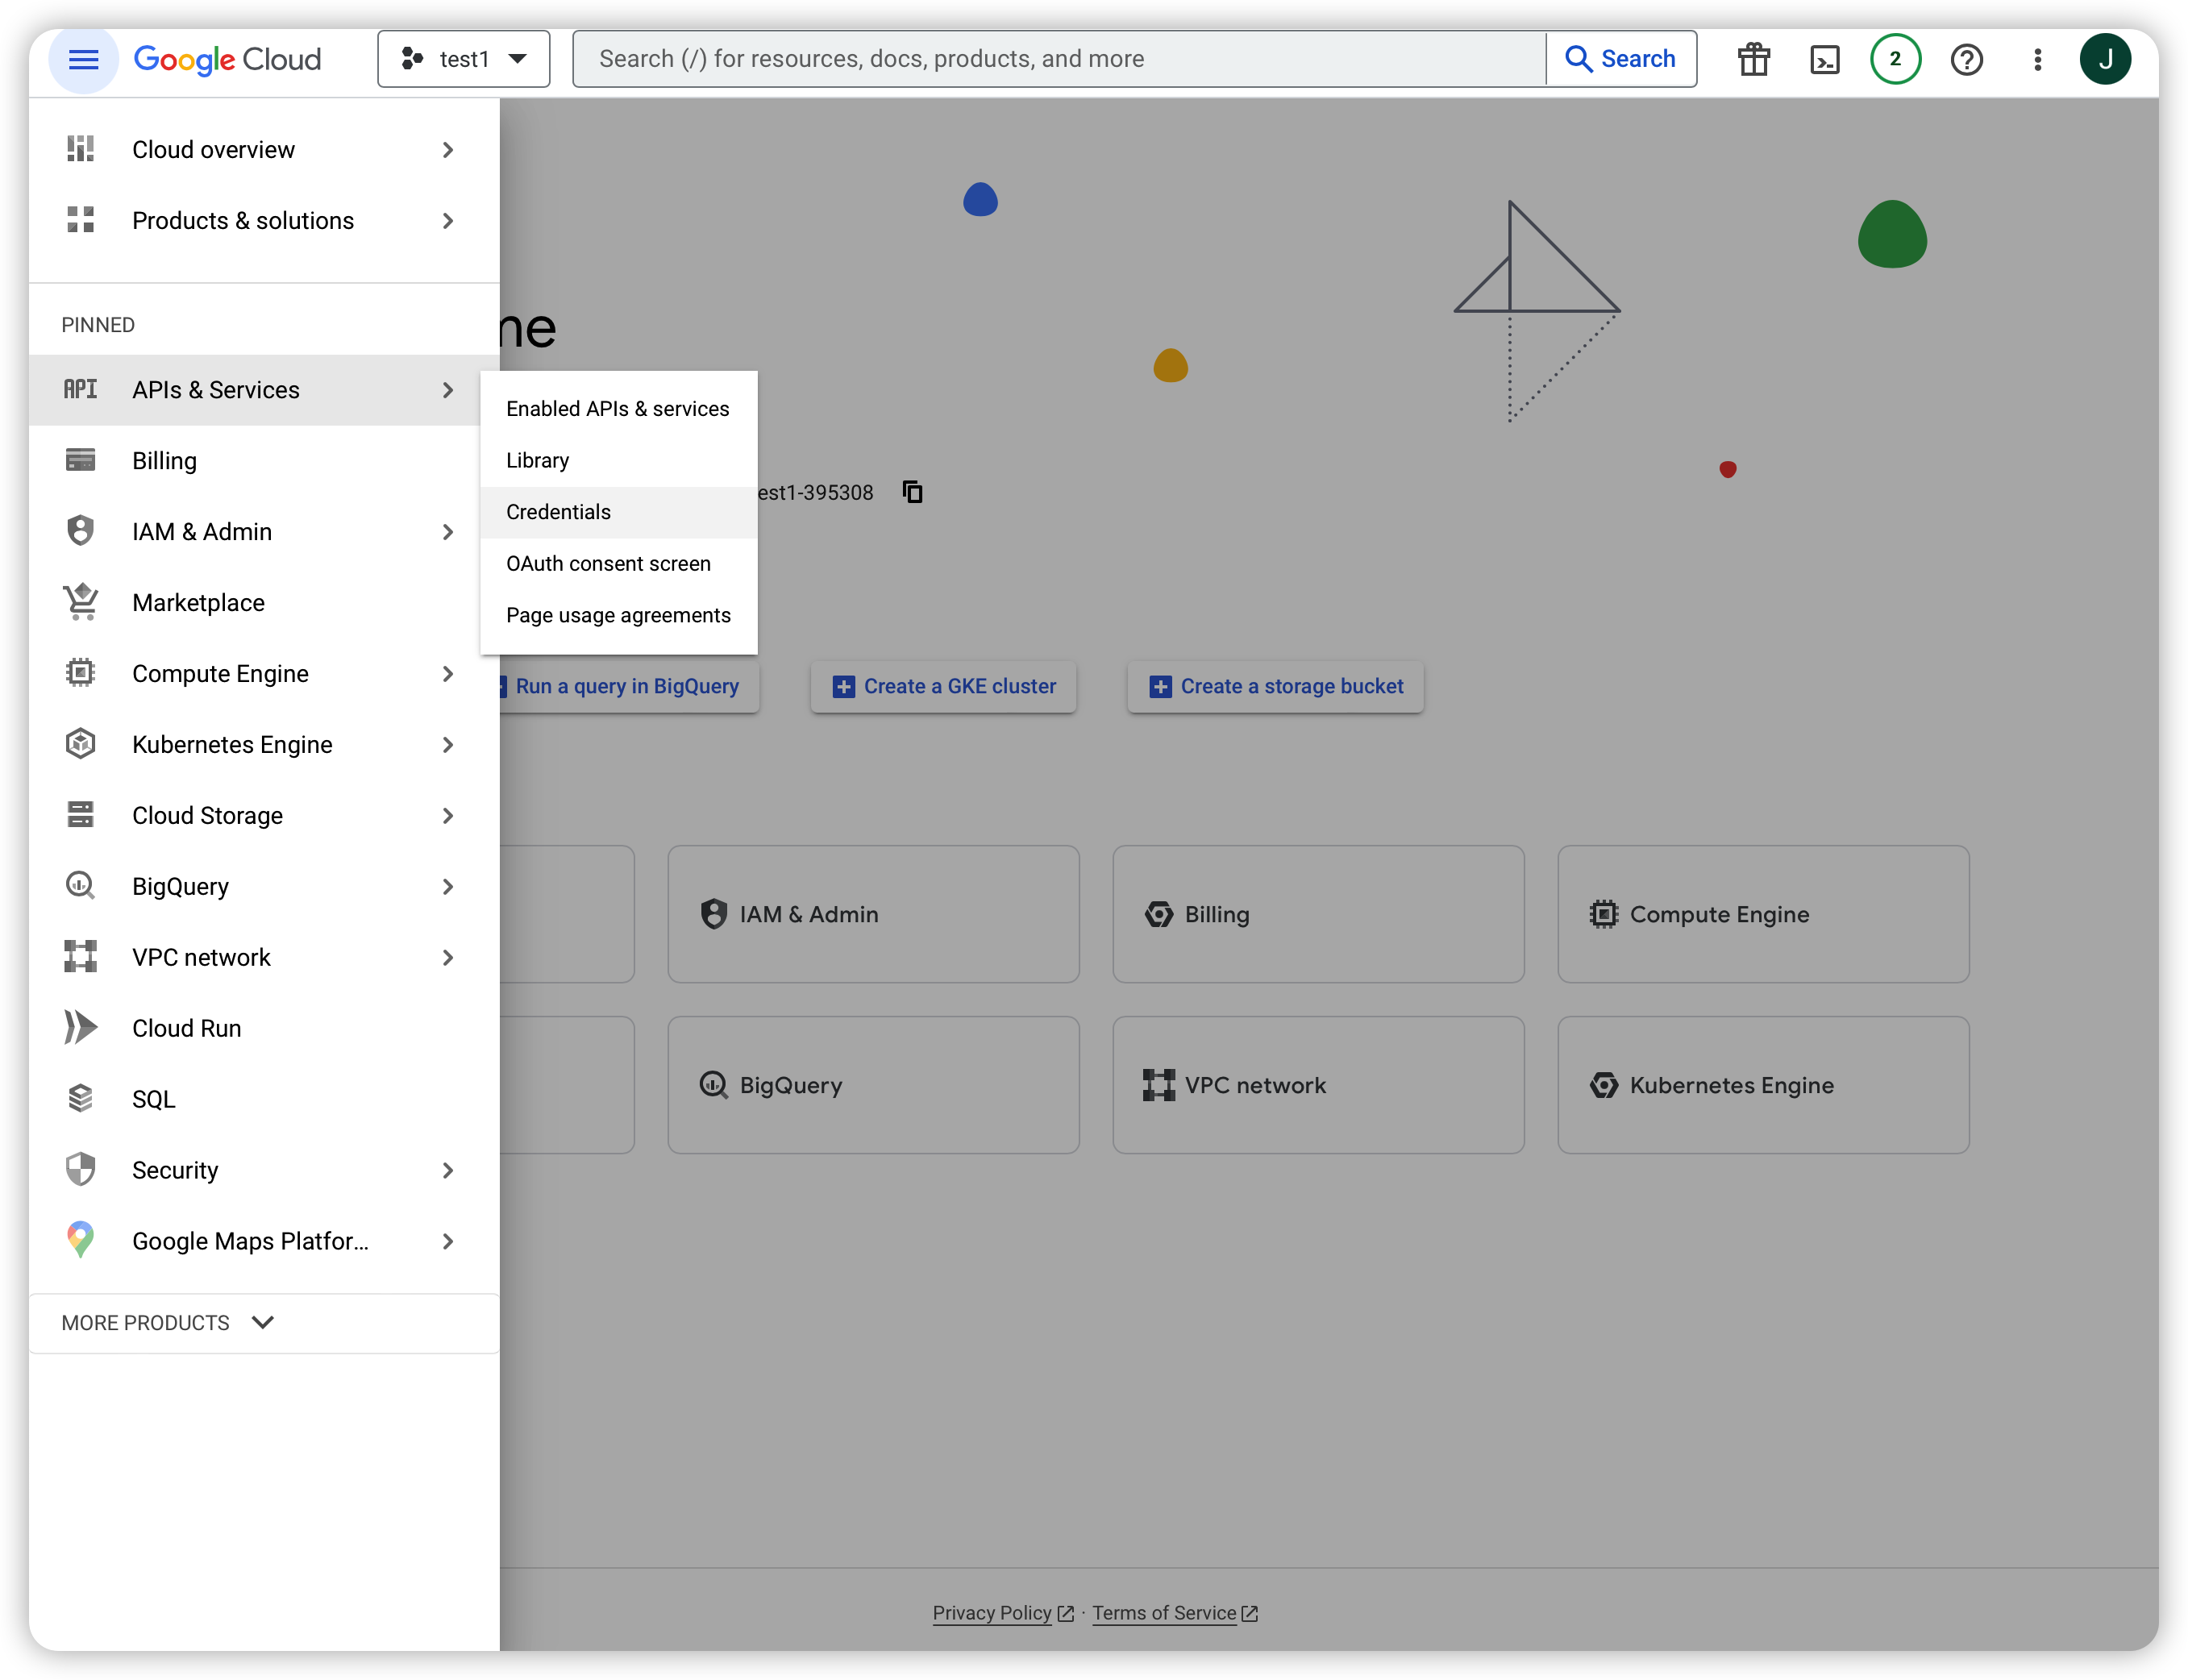 Google Cloud
test1
Search (/) for resources, docs, products, and more
Search
2
J
Cloud overview
Products & solutions
PINNED
APIs & Services
Billing
IAM & Admin
Marketplace
Compute Engine
Kubernetes Engine
Cloud Storage
BigQuery
VPC network
Cloud Run
SQL
Security
Google Maps Platfor...
MORE PRODUCTS
Enabled APIs & services
Library
Credentials
OAuth consent screen
Page usage agreements
me
est1-395308
Run a query in BigQuery
Create a GKE cluster
Create a storage bucket
IAM & Admin
Billing
Compute Engine
BigQuery
VPC network
Kubernetes Engine
Privacy Policy · Terms of Service
API